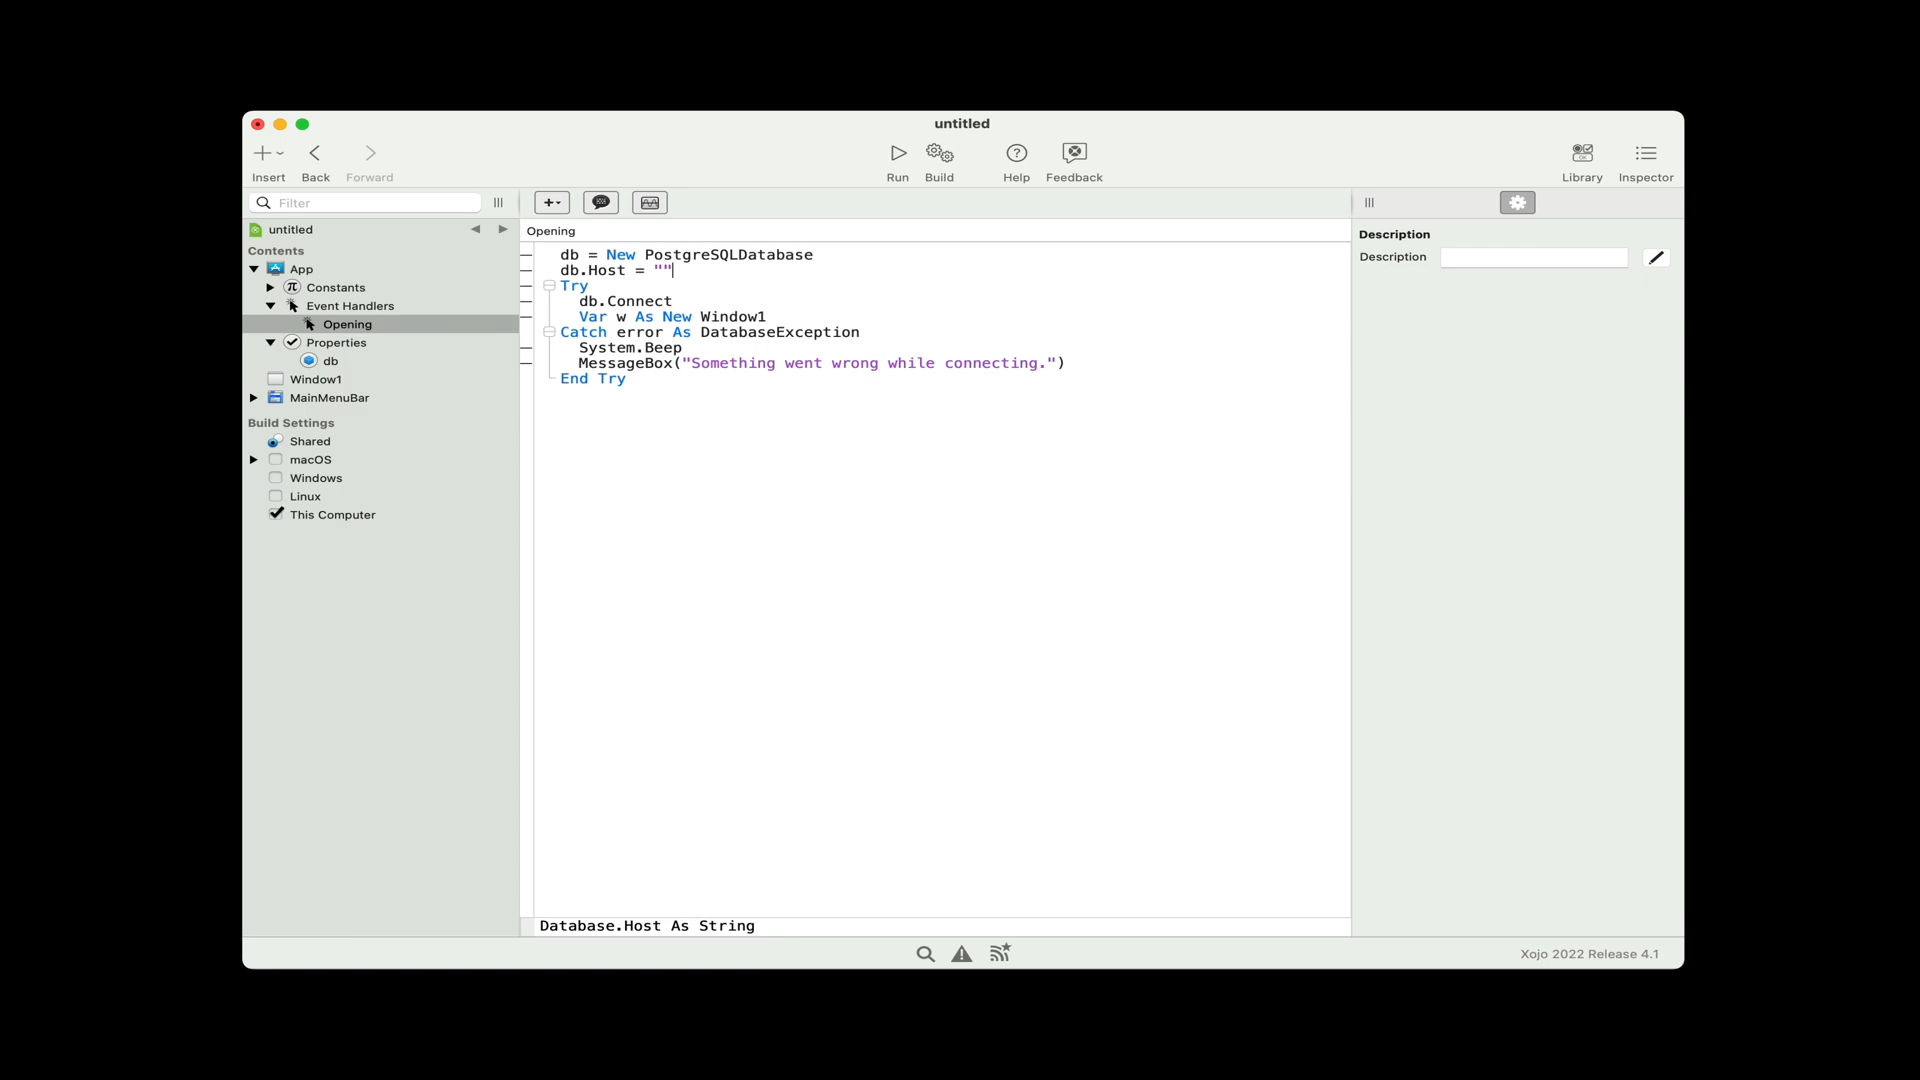 untitled
Insert Back Forward Run Build Help Feedback Library Inspector
Filter
untitled
Contents
App
Constants
Event Handlers
Opening
Properties
db
Window1
MainMenuBar
Build Settings
Shared
macOS
Windows
Linux
This Computer
Opening
db = New PostgreSQLDatabase
db.Host = ""
Try
db.Connect
Var w As New Window1
Catch error As DatabaseException
System.Beep
MessageBox("Something went wrong while connecting.")
End Try
Database.Host As String
Description
Description
Xojo 2022 Release 4.1